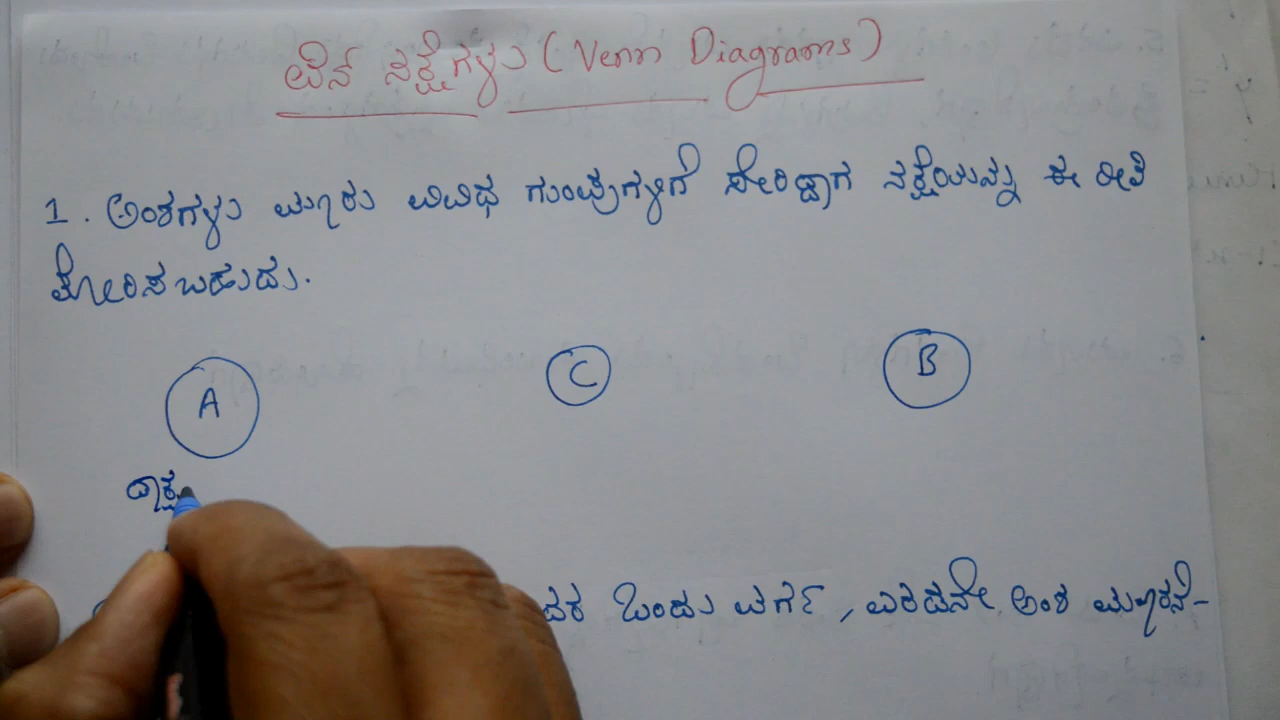 ವೆನ್ ನಕ್ಷೆಗಳು (Venn Diagrams)
1. ಅಂಶಗಳು ಮೂರು ವಿವಿಧ ಗುಂಪುಗಳಿಗೆ ಸೇರಿದ್ದಾಗ ನಕ್ಷೆಯನ್ನು ಈ ರೀತಿ
ತೋರಿಸಬಹುದು.
A C B
ದ್ರಾಕ್ಷಿ
ಒಂದು ವರ್ಗ, ಎರಡನೇ ಅಂಶ ಮೂರನೆ-